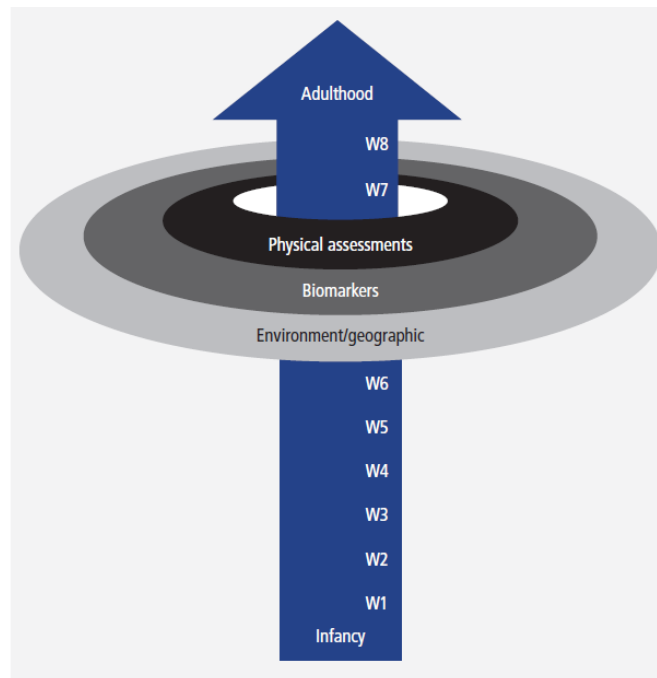 Adulthood
W8
W7
Physical assessments
Biomarkers
Environment/geographic
W6
W5
W4
W3
W2
W1
Infancy